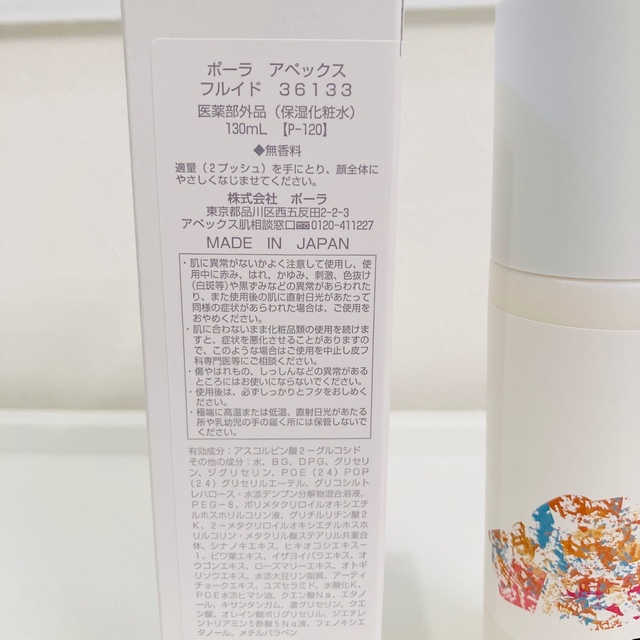 ポーラ　アペックス
フルイド　３６１３３
医薬部外品（保湿化粧水）
130mL 【P-120】
◆無香料
適量（２プッシュ）を手にとり、顔全体に
やさしくなじませてください。
株式会社　ポーラ
東京都品川区西五反田2-2-3
アペックス肌相談窓口 0120-411227
MADE IN JAPAN
・肌に異常がないかよく注意して使用し、使
用中に赤み、はれ、かゆみ、刺激、色抜け
（白斑等）や黒ずみなどの異常があらわれた
り、また使用後の肌に直射日光があたって
同様の症状があらわれた場合は、ご使用を
おやめください。
・肌に合わないまま化粧品類の使用を続けま
すと、症状を悪化させることがありますの
で、このような場合はご使用を中止し皮フ
科専門医等にご相談ください。
・傷やはれもの、しっしんなどの異常がある
ところにはお使いにならないでください。
・使用後は、必ずしっかりとフタをおしめく
ださい。
・極端に高温または低温、直射日光があたる
所や乳幼児の手の届く所には保管しないで
ください。
有効成分：アスコルビン酸２－グルコシド
その他の成分：水、ＢＧ、ＤＰＧ、グリセリ
ン、ジグリセリン、ＰＯＥ（２４）ＰＯＰ
（２４）グリセリルエーテル、グリコシルト
レハロース・水添デンプン分解物混合溶液、
ＰＥＧ－８、ポリメタクリロイルオキシエチ
ルホスホリルコリン液、グリチルリチン酸２
Ｋ、２－メタクリロイルオキシエチルホスホ
リルコリン・メタクリル酸ステアリル共重合
体、シナノキエキス、ヒキオコシエキス－
１、ビワ葉エキス、イザヨイバラエキス、オ
ウゴンエキス、ローズマリーエキス、オトギ
リソウエキス、水添大豆リン脂質、アーティ
チョークエキス、ユズセラミド、水酸化Ｋ、
ＰＯＥ水添ヒマシ油、クエン酸Ｎａ、エタノ
ール、キサンタンガム、濃グリセリン、クエ
ン酸、オレイン酸ポリグリセリル、ジエチレ
ントリアミン５酢酸５Ｎａ液、フェノキシエ
タノール、メチルパラベン